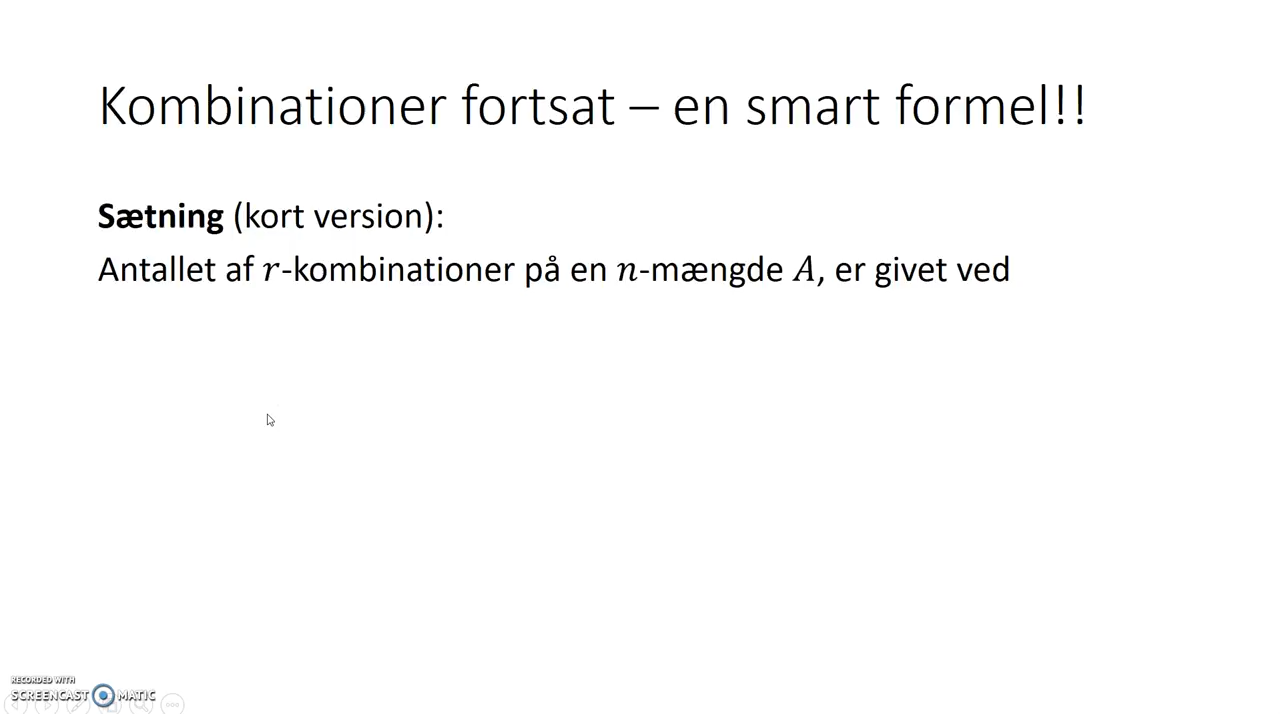 Kombinationer fortsat – en smart formel!!
Sætning (kort version):
Antallet af r-kombinationer på en n-mængde A, er givet ved
RECORDED WITH
SCREENCAST MATIC